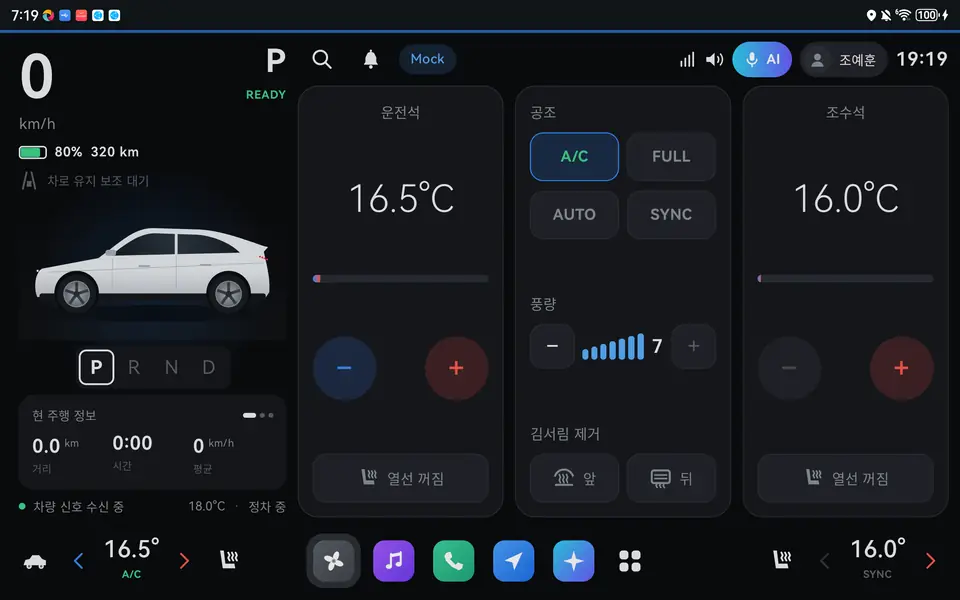 7:19
100
0
P
READY
km/h
80% 320 km
차로 유지 보조 대기
P R N D
현 주행 정보
0.0 km
0:00
0 km/h
거리
시간
평균
차량 신호 수신 중
18.0°C · 정차 중
Mock
AI
조예훈
19:19
운전석
16.5°C
−
+
열선 꺼짐
공조
A/C
FULL
AUTO
SYNC
풍량
−
7
+
김서림 제거
앞
뒤
조수석
16.0°C
−
+
열선 꺼짐
16.5°
A/C
16.0°
SYNC